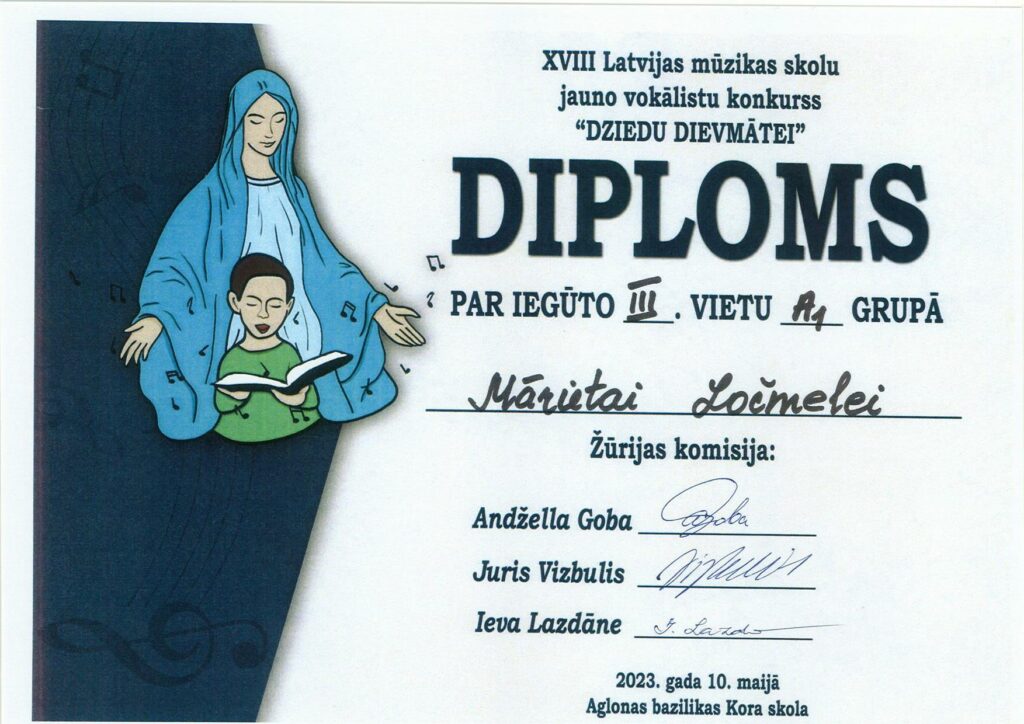 XVIII Latvijas mūzikas skolu
jauno vokālistu konkurss
“DZIEDU DIEVMĀTEI”
DIPLOMS
PAR IEGŪTO III. VIETU A1 GRUPĀ
Mārietai Ločmelei
Žūrijas komisija:
Andžella Goba
Juris Vizbulis
Ieva Lazdāne
2023. gada 10. maijā
Aglonas bazilikas Kora skola